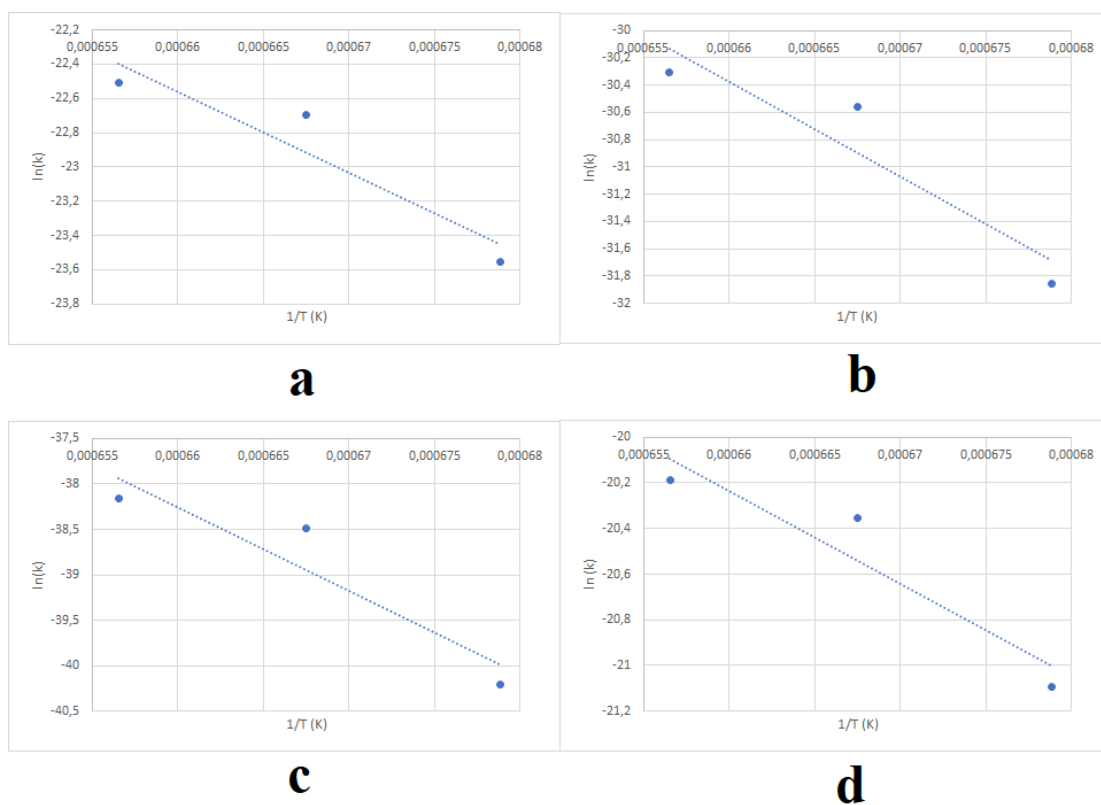 -22,2
0,000655 0,00066 0,000665 0,00067 0,000675 0,00068
-22,4
-22,6
-22,8
-23
-23,2
-23,4
-23,6
-23,8
ln(k)
1/T (K)
a
-30
0,000655 0,00066 0,000665 0,00067 0,000675 0,00068
-30,2
-30,4
-30,6
-30,8
-31
-31,2
-31,4
-31,6
-31,8
-32
ln(k)
1/T (K)
b
-37,5
0,000655 0,00066 0,000665 0,00067 0,000675 0,00068
-38
-38,5
-39
-39,5
-40
-40,5
ln(k)
1/T (K)
c
-20
0,000655 0,00066 0,000665 0,00067 0,000675 0,00068
-20,2
-20,4
-20,6
-20,8
-21
-21,2
ln (k)
1/T (K)
d